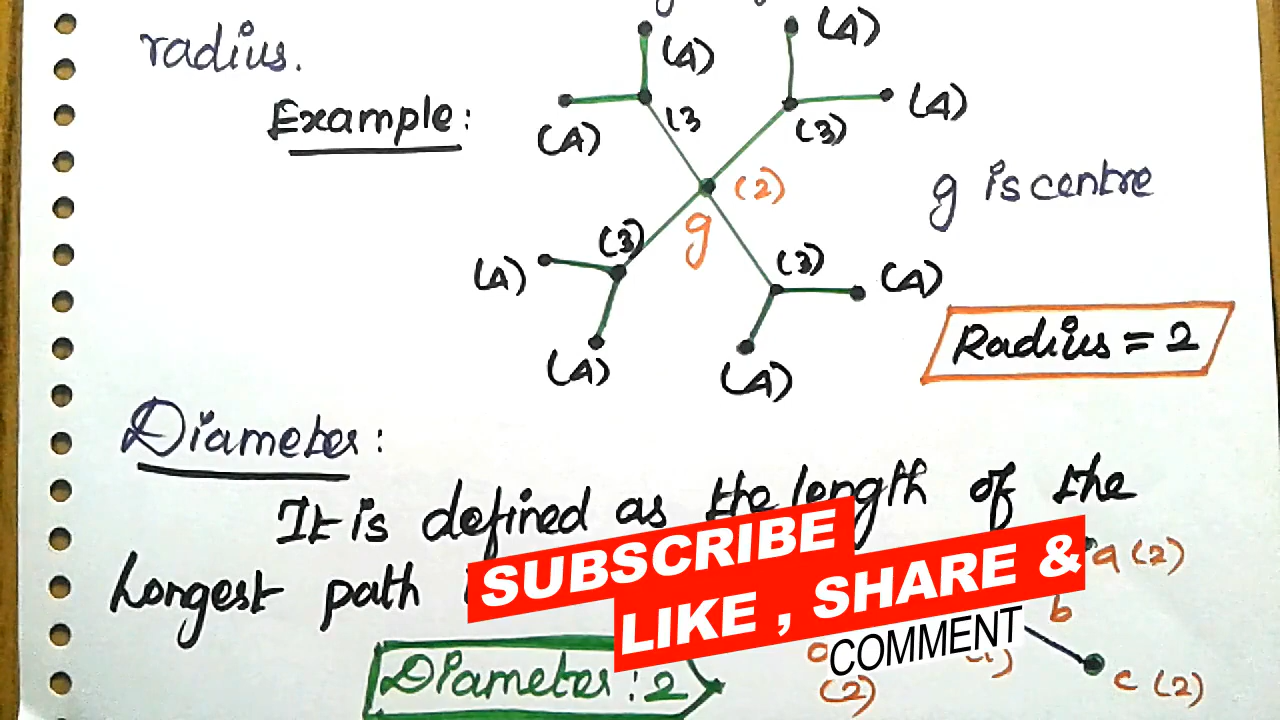 radius.
Example:
(A) (A)
(A) (3 (3) (A)
g (2)
g is centre
(A) (3) (3) (A)
(A) (A)
Radius = 2
Diameter:
It is defined as the length of the
Longest path
SUBSCRIBE
LIKE , SHARE &
COMMENT
a (2)
b
c (2)
(2)
Diameter : 2